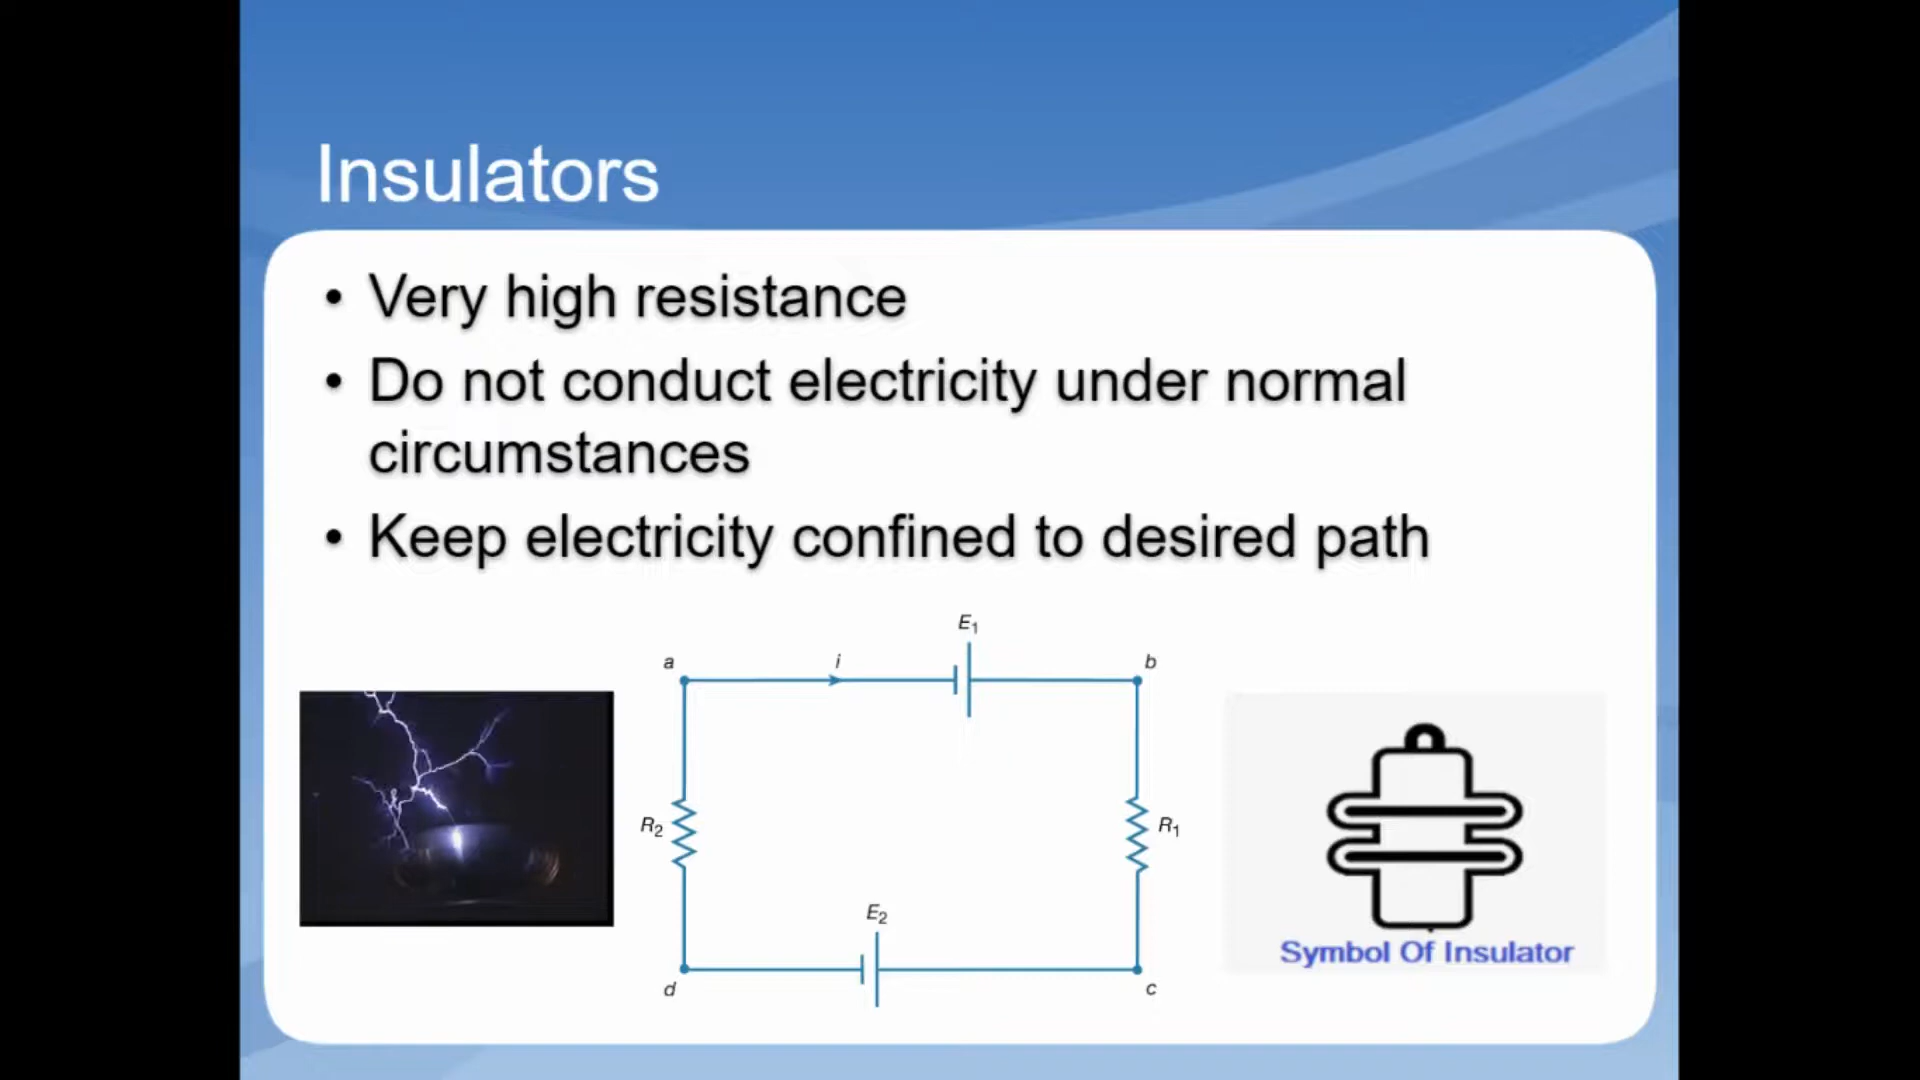 Insulators
• Very high resistance
• Do not conduct electricity under normal
circumstances
• Keep electricity confined to desired path
E1
a
i
b
R2
R1
E2
d
c
Symbol Of Insulator